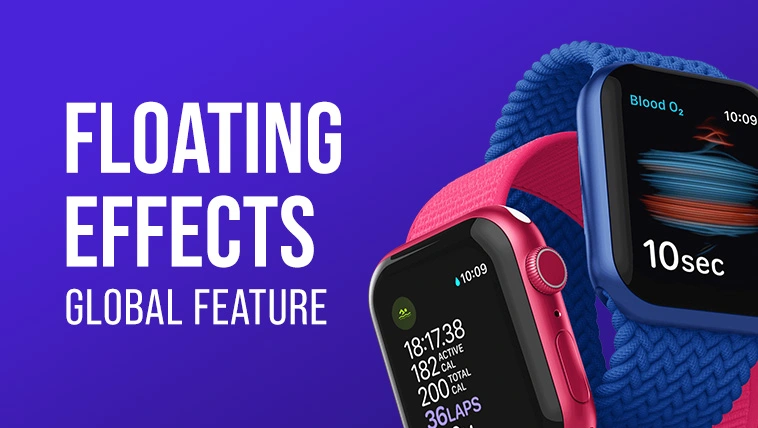 FLOATING
EFFECTS
GLOBAL FEATURE
Blood O₂
10:09
10sec
10:09
18:17.38
182 ACTIVE CAL
200 TOTAL CAL
36LAPS